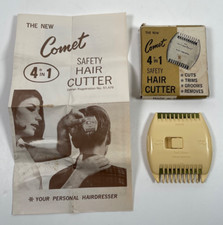 THE NEW
Comet
4 IN 1
SAFETY
HAIR
CUTTER
* YOUR PERSONAL HAIRDRESSER
THE NEW
Comet
4 IN 1
SAFETY
HAIR
CUTTER
CUTS
TRIMS
GROOMS
REMOVES